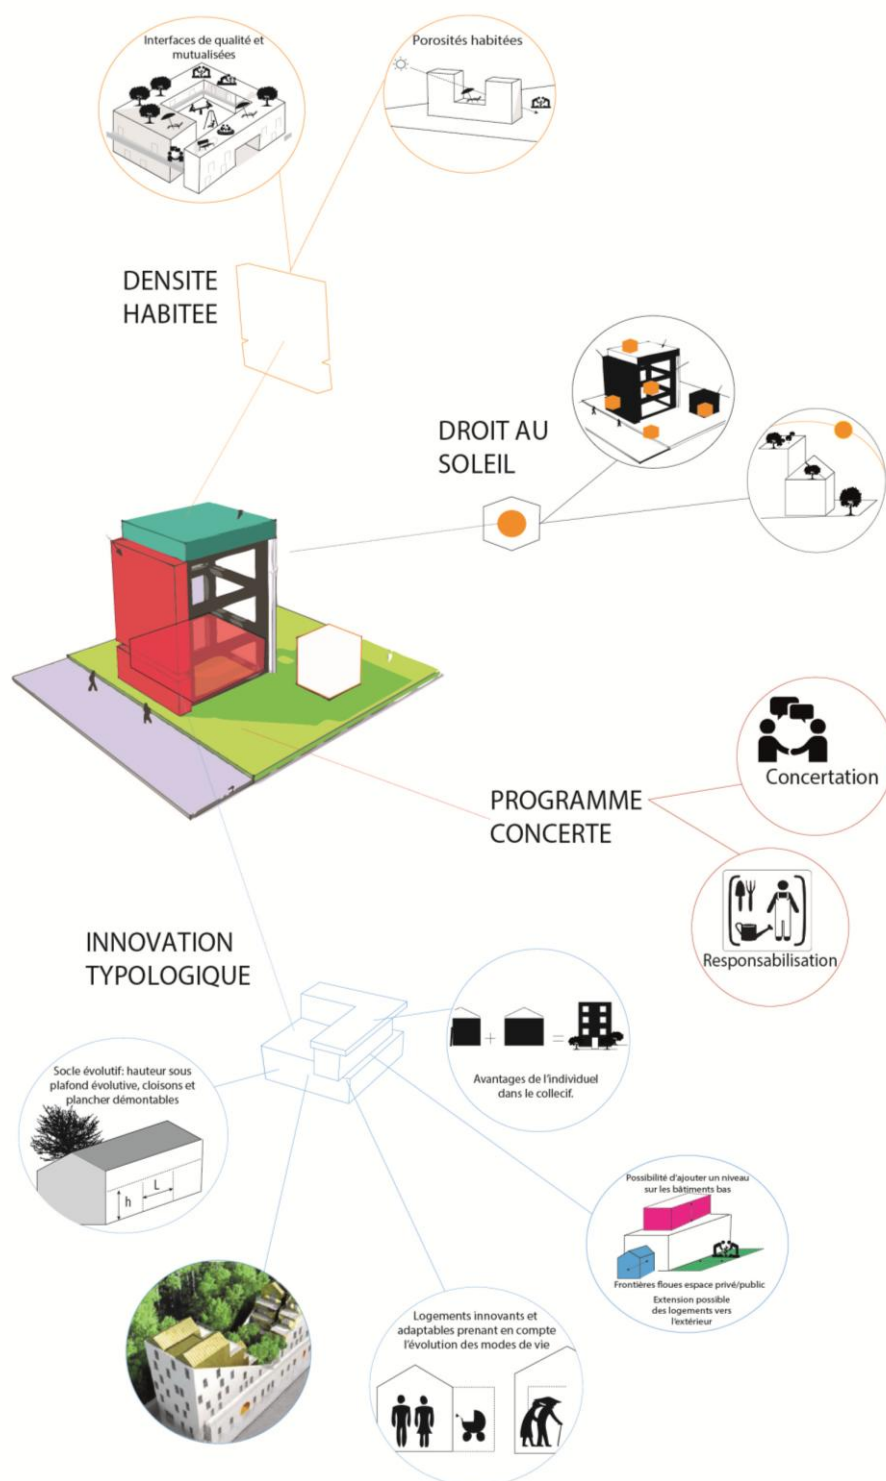 Interfaces de qualité et
mutualisées
Porosités habitées
DENSITE
HABITEE
DROIT AU
SOLEIL
PROGRAMME
CONCERTE
Concertation
Responsabilisation
INNOVATION
TYPOLOGIQUE
Socle évolutif: hauteur sous
plafond évolutive, cloisons et
plancher démontables
h
L
+ =
Avantages de l'individuel
dans le collecif.
Possibilité d'ajouter un niveau
sur les bâtiments bas
Frontières floues espace privé/public
Extension possible
des logements vers
l'extérieur
Logements innovants et
adaptables prenant en compte
l'évolution des modes de vie